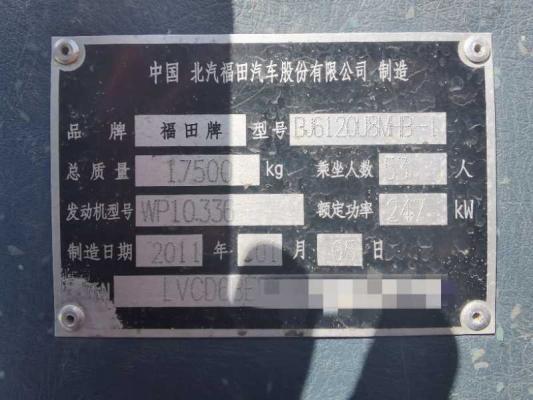 中国 北汽福田汽车股份有限公司 制造
品牌 福田牌 型号 BJ6120U8MHB-1
总质量 17500 kg 乘坐人数 53 人
发动机型号 WP10.336 额定功率 247 kW
制造日期 2011 年 月 05 日
LVCD6BE